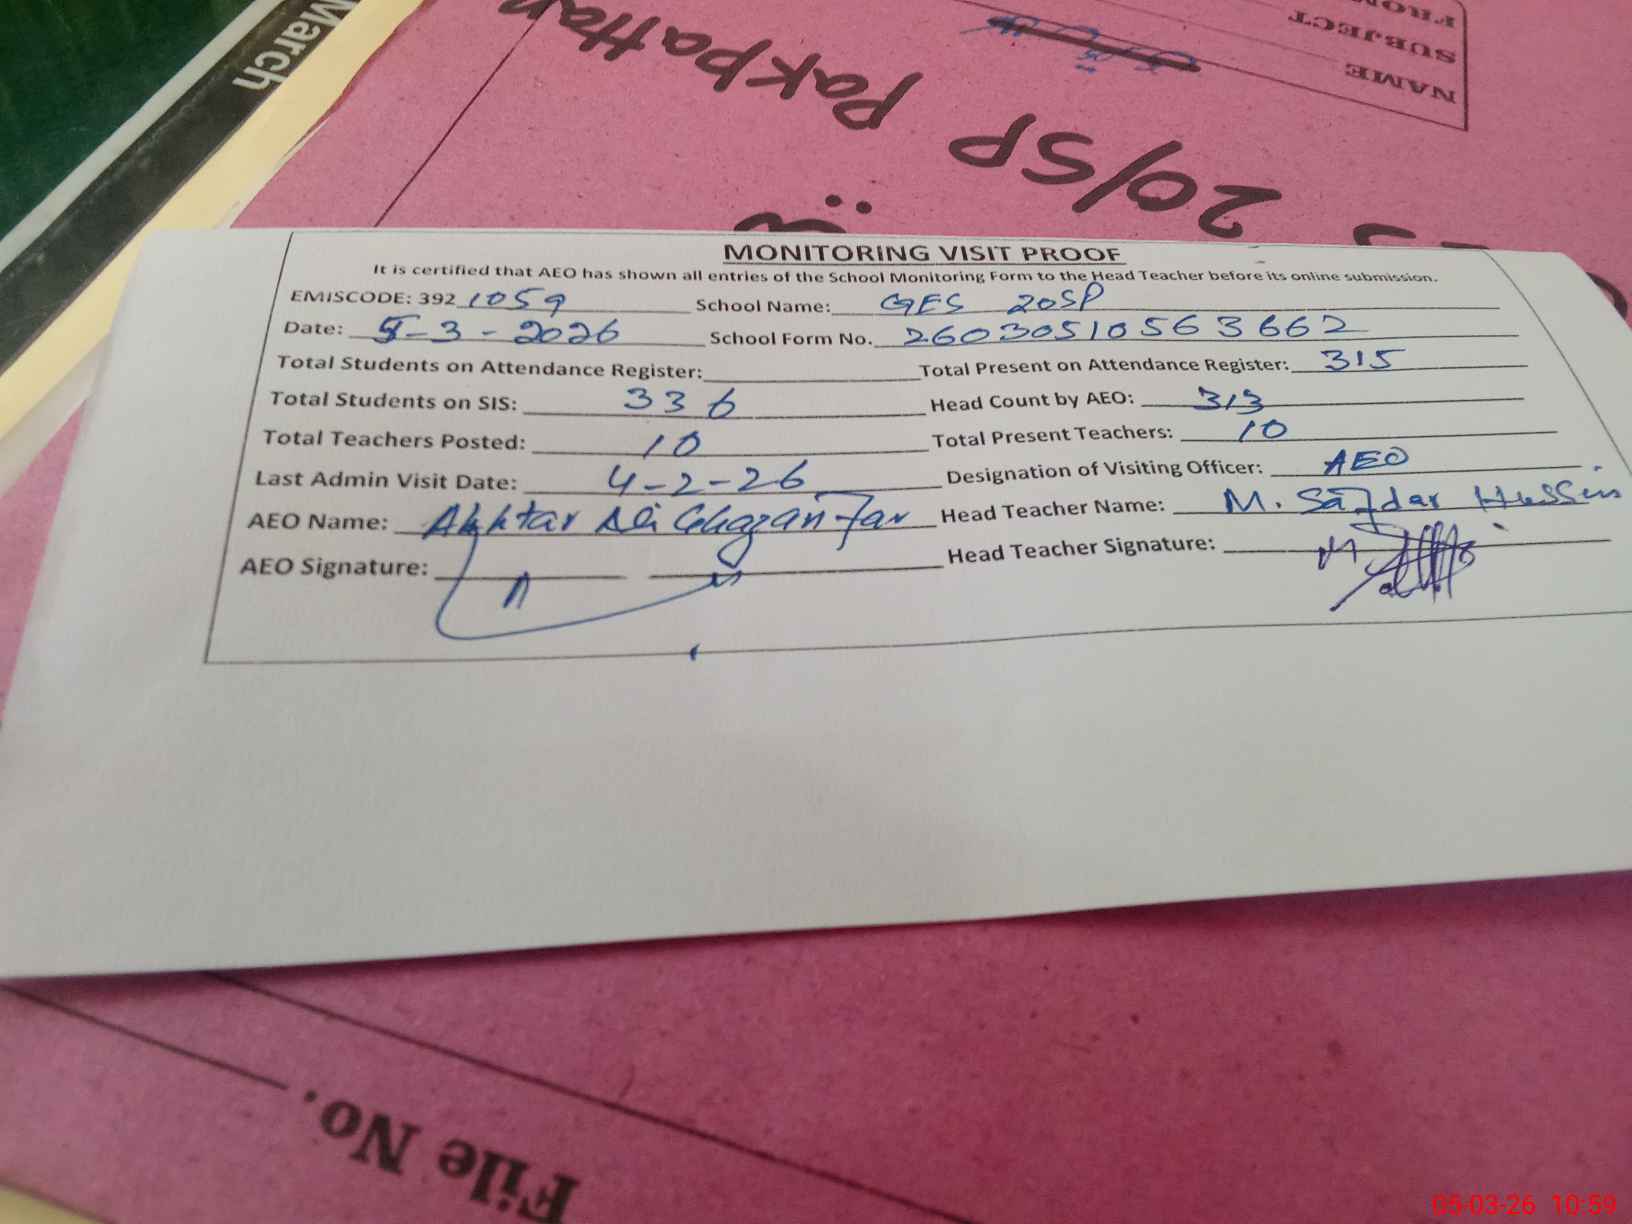 March
Pakpattan
20/SP
NAME
SUBJECT
MONITORING VISIT PROOF
It is certified that AEO has shown all entries of the School Monitoring Form to the Head Teacher before its online submission.
EMISCODE: 392 1059 School Name: GES 20SP
Date: 5-3-2026 School Form No. 26030510563662
Total Students on Attendance Register: Total Present on Attendance Register: 315
Total Students on SIS: 336 Head Count by AEO: 313
Total Teachers Posted: 10 Total Present Teachers: 10
Last Admin Visit Date: 4-2-26 Designation of Visiting Officer: AEO
AEO Name: Akhtar Ali Ghazanfar Head Teacher Name: M. Safdar Hussein
AEO Signature: Head Teacher Signature:
File No.
05-03-26 10:59